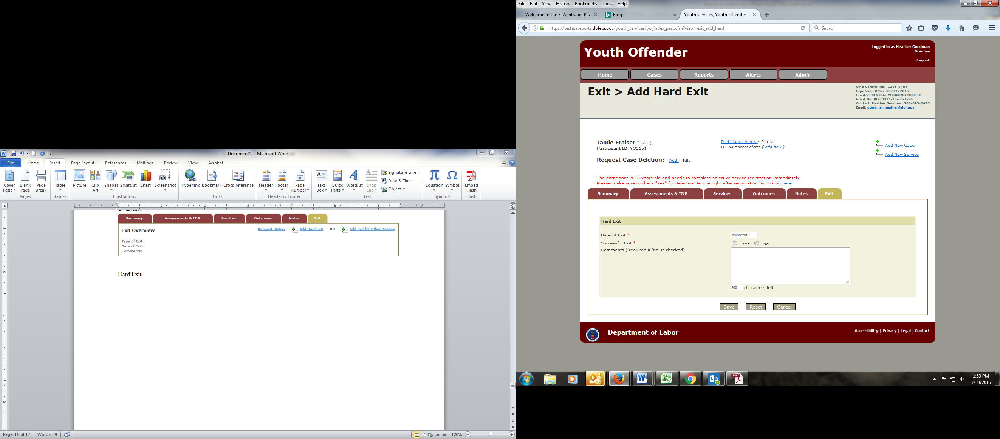 Document1 - Microsoft Word
File Home Insert Page Layout References Mailings Review View Acrobat
Cover Page Blank Page Page Break Table Picture Clip Art Shapes SmartArt Chart Screenshot Hyperlink Bookmark Cross-reference Header Footer Page Number Text Box Quick Parts WordArt Drop Cap Signature Line Date & Time Object Equation Symbol Embed Flash
Pages Tables Illustrations Links Header & Footer Text Symbols Flash
1 1 2 3 4 5 6 7
Overview
Summary Assessments & IDP Services Outcomes Notes Exit
Exit Overview Request History Add Hard Exit - OR - Add Exit for Other Reason
Type of Exit:
Date of Exit:
Comments:
Hard Exit
1
2
3
4
5
Page: 16 of 17 Words: 29 120%
File Edit View History Bookmarks Tools Help
Welcome to the ETA Intranet P... Bing Youth services, Youth Offender
https://testetareports.doleta.gov/youth_services/yo_index_part.cfm?view=exit_add_hard Search
Youth Offender
Logged in as Heather Goodman
Grantee
Logout
Home Cases Reports Alerts Admin
Exit > Add Hard Exit
OMB Control No: 1205-0464
Expiration Date: 05/31/2015
Grantee: CENTRAL WYOMING COLLEGE
Grant No: PE-23324-12-60-A-56
Contact: Heather Goodman 202-693-2635
Email: goodman.heather@dol.gov
Jamie Fraiser ( Edit )
Participant ID: YO2151
Participant Alerts - 0 total
No current alerts ( add new )
Add New Case
Add New Service
Request Case Deletion: Add | Edit
The participant is 18 years old and needs to complete selective service registration immediately.
Please make sure to check "Yes" for Selective Service right after registration by clicking here
Summary Assessments & IDP Services Outcomes Notes Exit
Hard Exit
Date of Exit * 03/30/2016
Successful Exit * Yes No
Comments (Required if 'No' is checked)
200 characters left
Save Reset Cancel
Department of Labor
Accessibility | Privacy | Legal | Contact
1:53 PM
3/30/2016